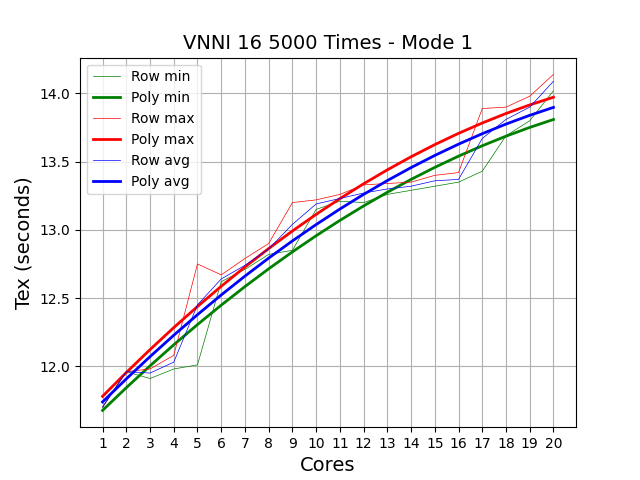 VNNI 16 5000 Times - Mode 1
Row min
Poly min
Row max
Poly max
Row avg
Poly avg
14.0
13.5
13.0
12.5
12.0
Tex (seconds)
1 2 3 4 5 6 7 8 9 10 11 12 13 14 15 16 17 18 19 20
Cores